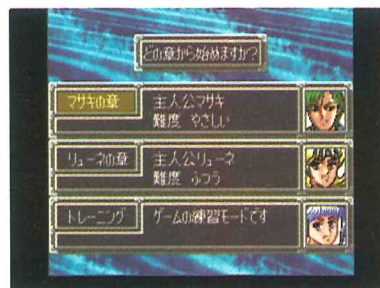 どの章から始めますか?
マサキの章
主人公マサキ
難度 やさしい
リューネの章
主人公リューネ
難度 ふつう
トレーニング
ゲームの練習モードです